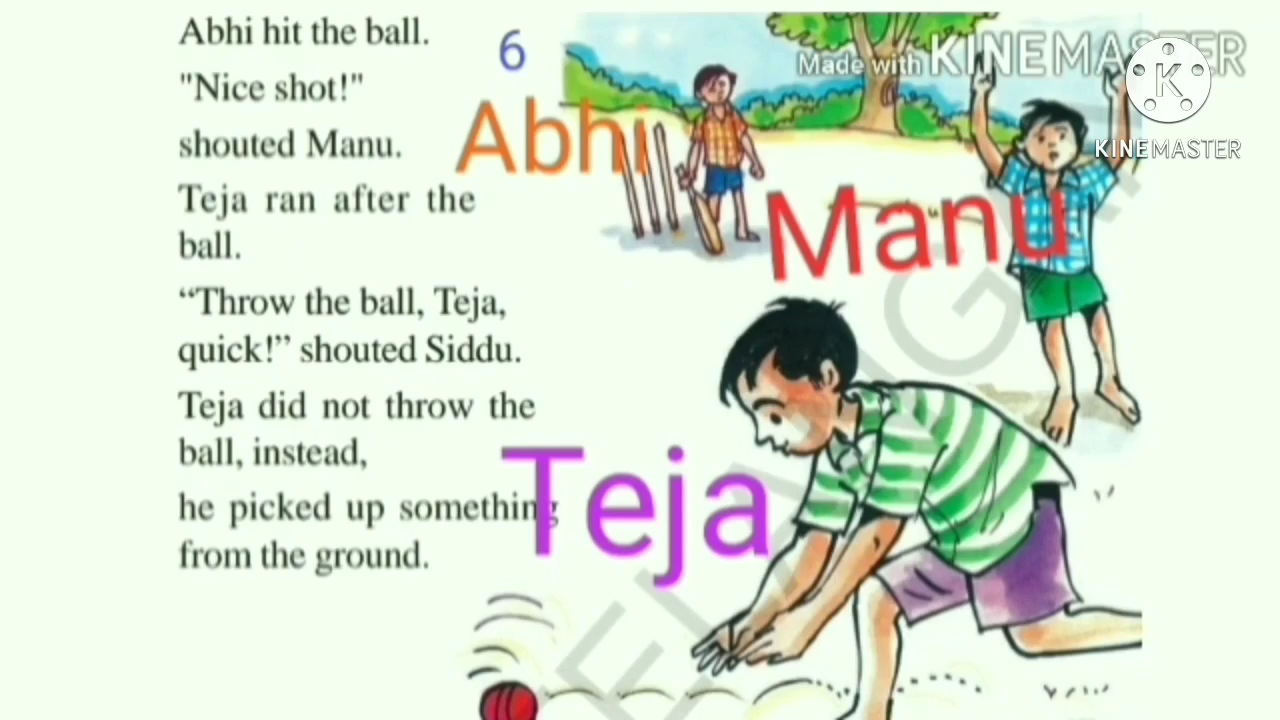 Abhi hit the ball.
"Nice shot!"
shouted Manu.
Teja ran after the
ball.
“Throw the ball, Teja,
quick!” shouted Siddu.
Teja did not throw the
ball, instead,
he picked up something
from the ground.
6
Abhi
Manu
Teja
Made with KINEMASTER
K
KINEMASTER